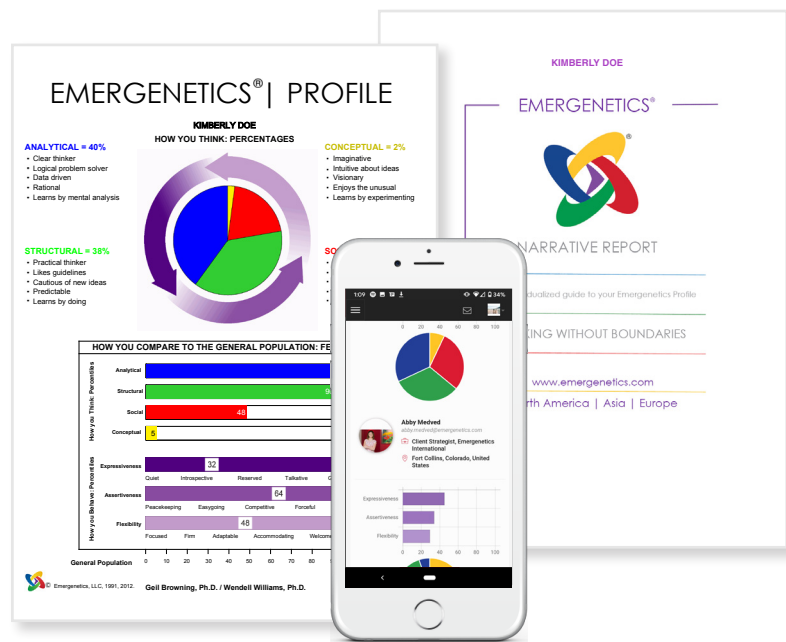 EMERGENETICS®| PROFILE
KIMBERLY DOE
HOW YOU THINK: PERCENTAGES
ANALYTICAL = 40%
• Clear thinker
• Logical problem solver
• Data driven
• Rational
• Learns by mental analysis
CONCEPTUAL = 2%
• Imaginative
• Intuitive about ideas
• Visionary
• Enjoys the unusual
• Learns by experimenting
STRUCTURAL = 38%
• Practical thinker
• Likes guidelines
• Cautious of new ideas
• Predictable
• Learns by doing
HOW YOU COMPARE TO THE GENERAL POPULATION:
How you Think: Percentiles
Analytical
Structural
Social 48
Conceptual 5
How you Behave: Percentiles
Expressiveness 32
Quiet Introspective Reserved Talkative
Assertiveness 64
Peacekeeping Easygoing Competitive Forceful
Flexibility 48
Focused Firm Adaptable Accommodating
General Population 0 10 20 30 40 50 60 70 80
© Emergenetics, LLC, 1991, 2012. Geil Browning, Ph.D. / Wendell Williams, Ph.D.
KIMBERLY DOE
EMERGENETICS®
®
NARRATIVE REPORT
guide to your Emergenetics Profile
WITHOUT BOUNDARIES
www.emergenetics.com
America | Asia | Europe
1:09 34%
0 20 40 60 80 100
Abby Medved
abby.medved@emergenetics.com
Client Strategist, Emergenetics
International
Fort Collins, Colorado, United
States
Expressiveness
Assertiveness
Flexibility
0 20 40 60 80 100